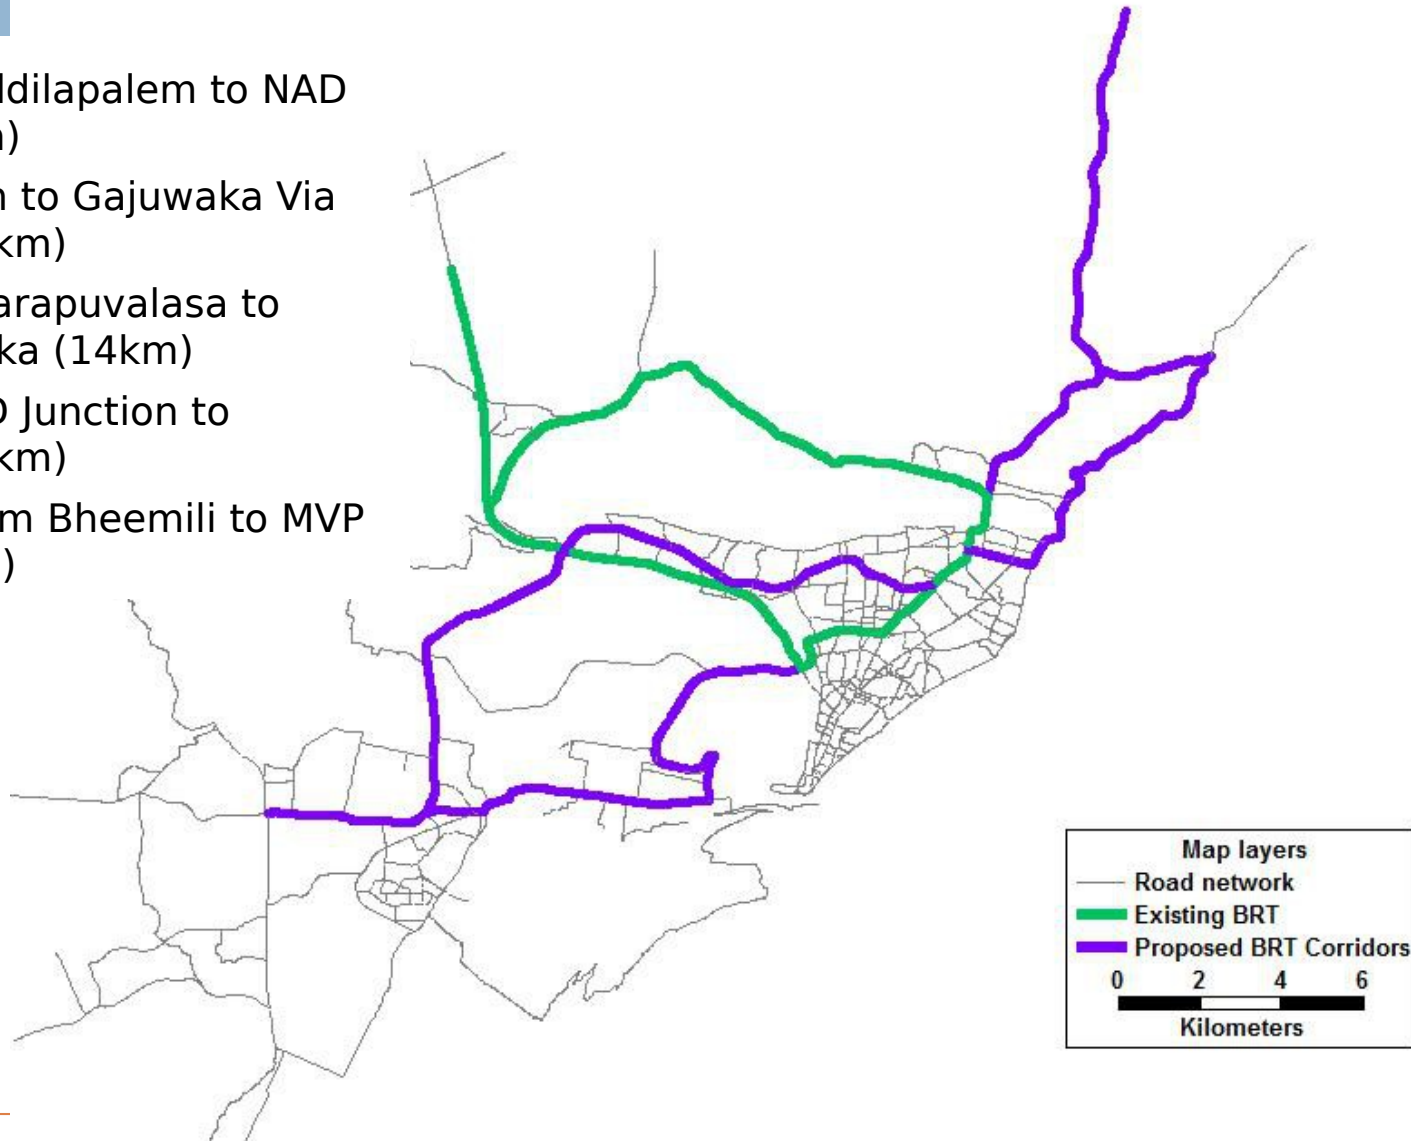 ddilapalem to NAD
)
to Gajuwaka Via
km)
arapuvalasa to
ka (14km)
Junction to
km)
m Bheemili to MVP
)
Map layers
Road network
Existing BRT
Proposed BRT Corridors
0 2 4 6
Kilometers